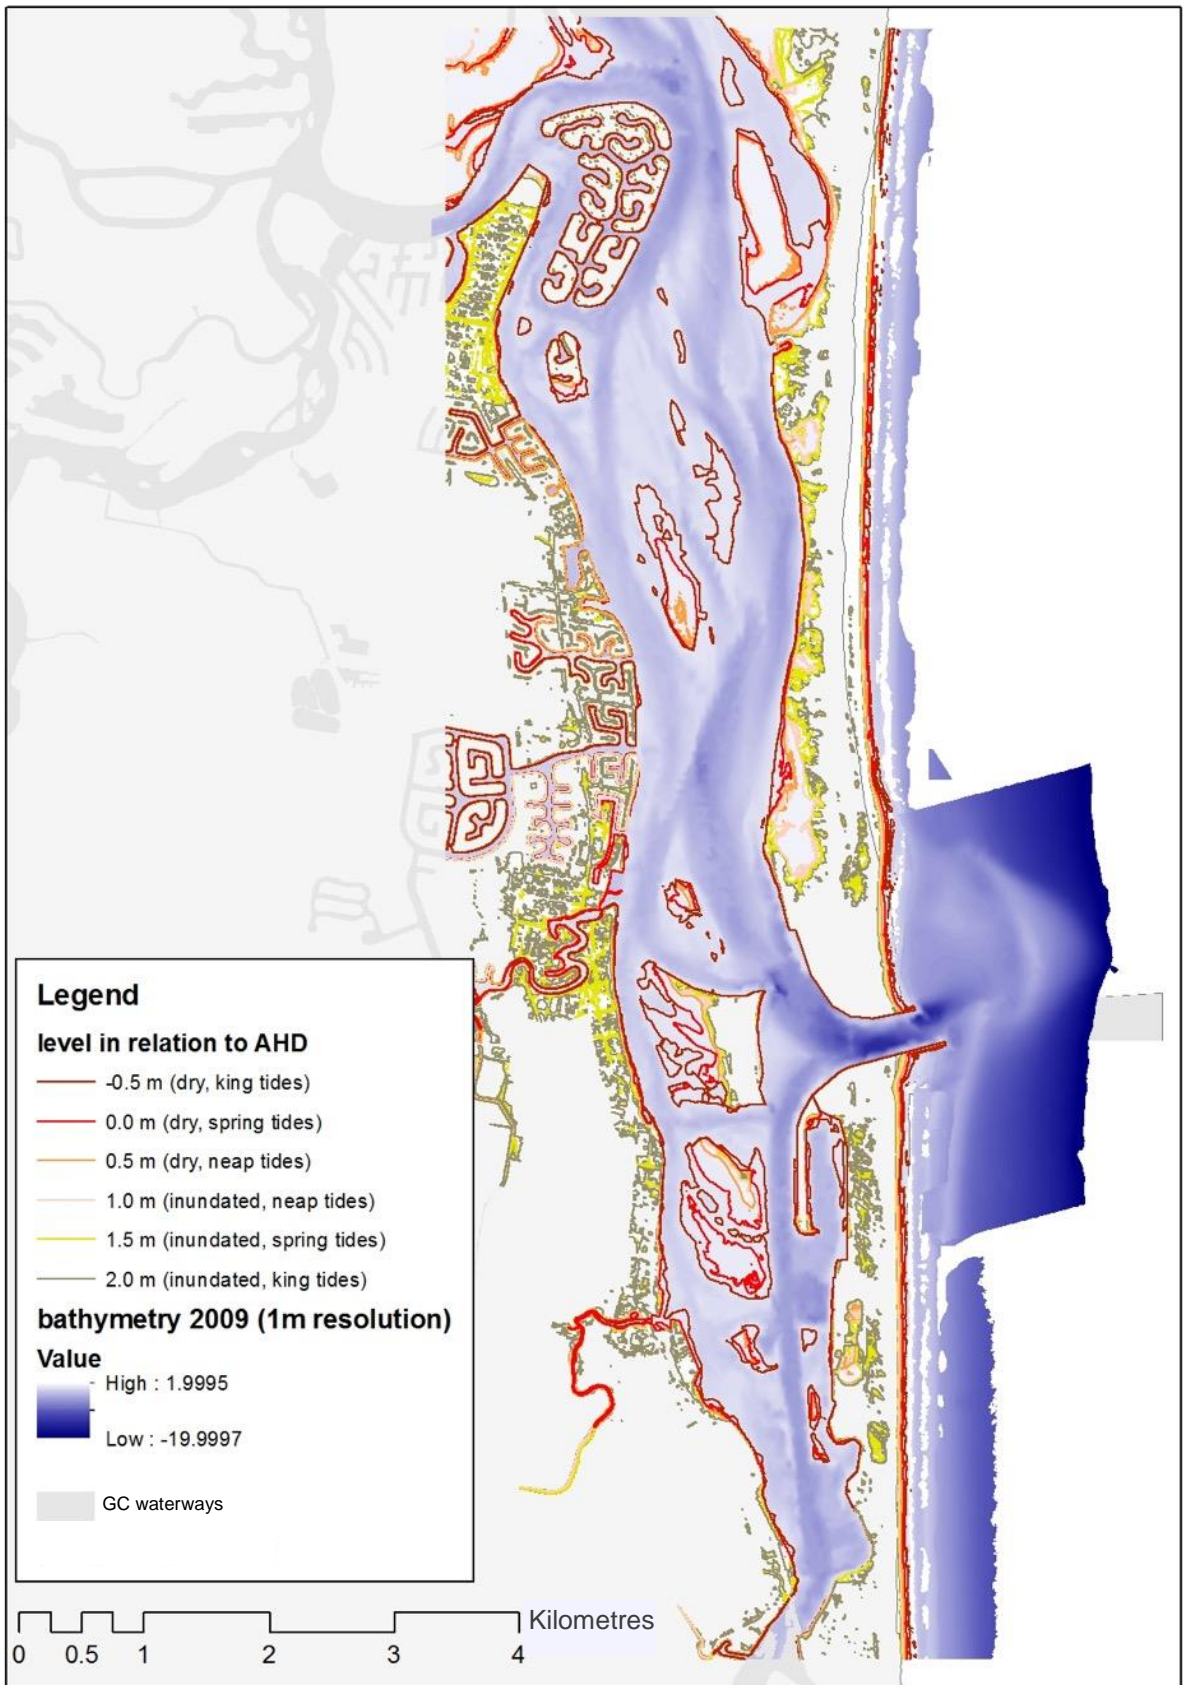 Legend
level in relation to AHD
-0.5 m (dry, king tides)
0.0 m (dry, spring tides)
0.5 m (dry, neap tides)
1.0 m (inundated, neap tides)
1.5 m (inundated, spring tides)
2.0 m (inundated, king tides)
bathymetry 2009 (1m resolution)
Value
High : 1.9995
Low : -19.9997
GC waterways
Kilometres
0 0.5 1 2 3 4